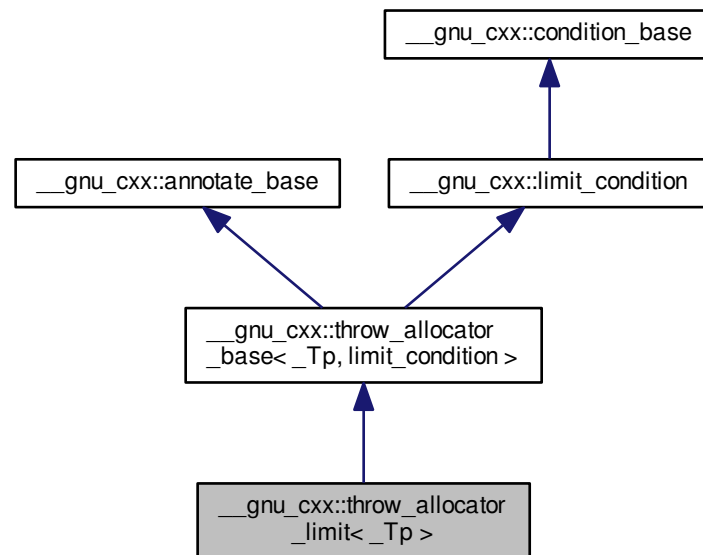 __gnu_cxx::condition_base
__gnu_cxx::annotate_base
__gnu_cxx::limit_condition
__gnu_cxx::throw_allocator
_base< _Tp, limit_condition >
__gnu_cxx::throw_allocator
_limit< _Tp >